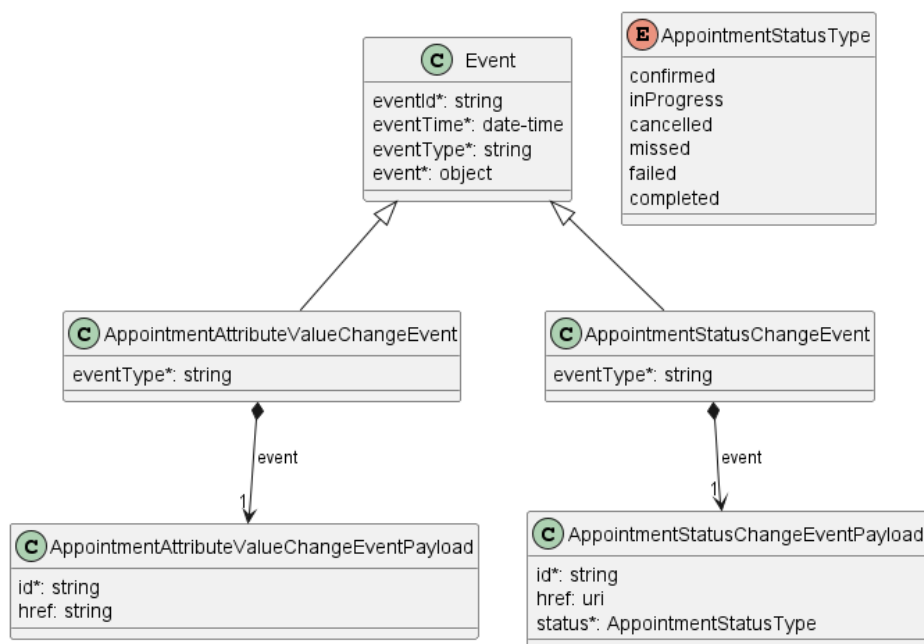 C Event
eventId*: string
eventTime*: date-time
eventType*: string
event*: object
E AppointmentStatusType
confirmed
inProgress
cancelled
missed
failed
completed
C AppointmentAttributeValueChangeEvent
eventType*: string
C AppointmentStatusChangeEvent
eventType*: string
event
1
event
1
C AppointmentAttributeValueChangeEventPayload
id*: string
href: string
C AppointmentStatusChangeEventPayload
id*: string
href: uri
status*: AppointmentStatusType